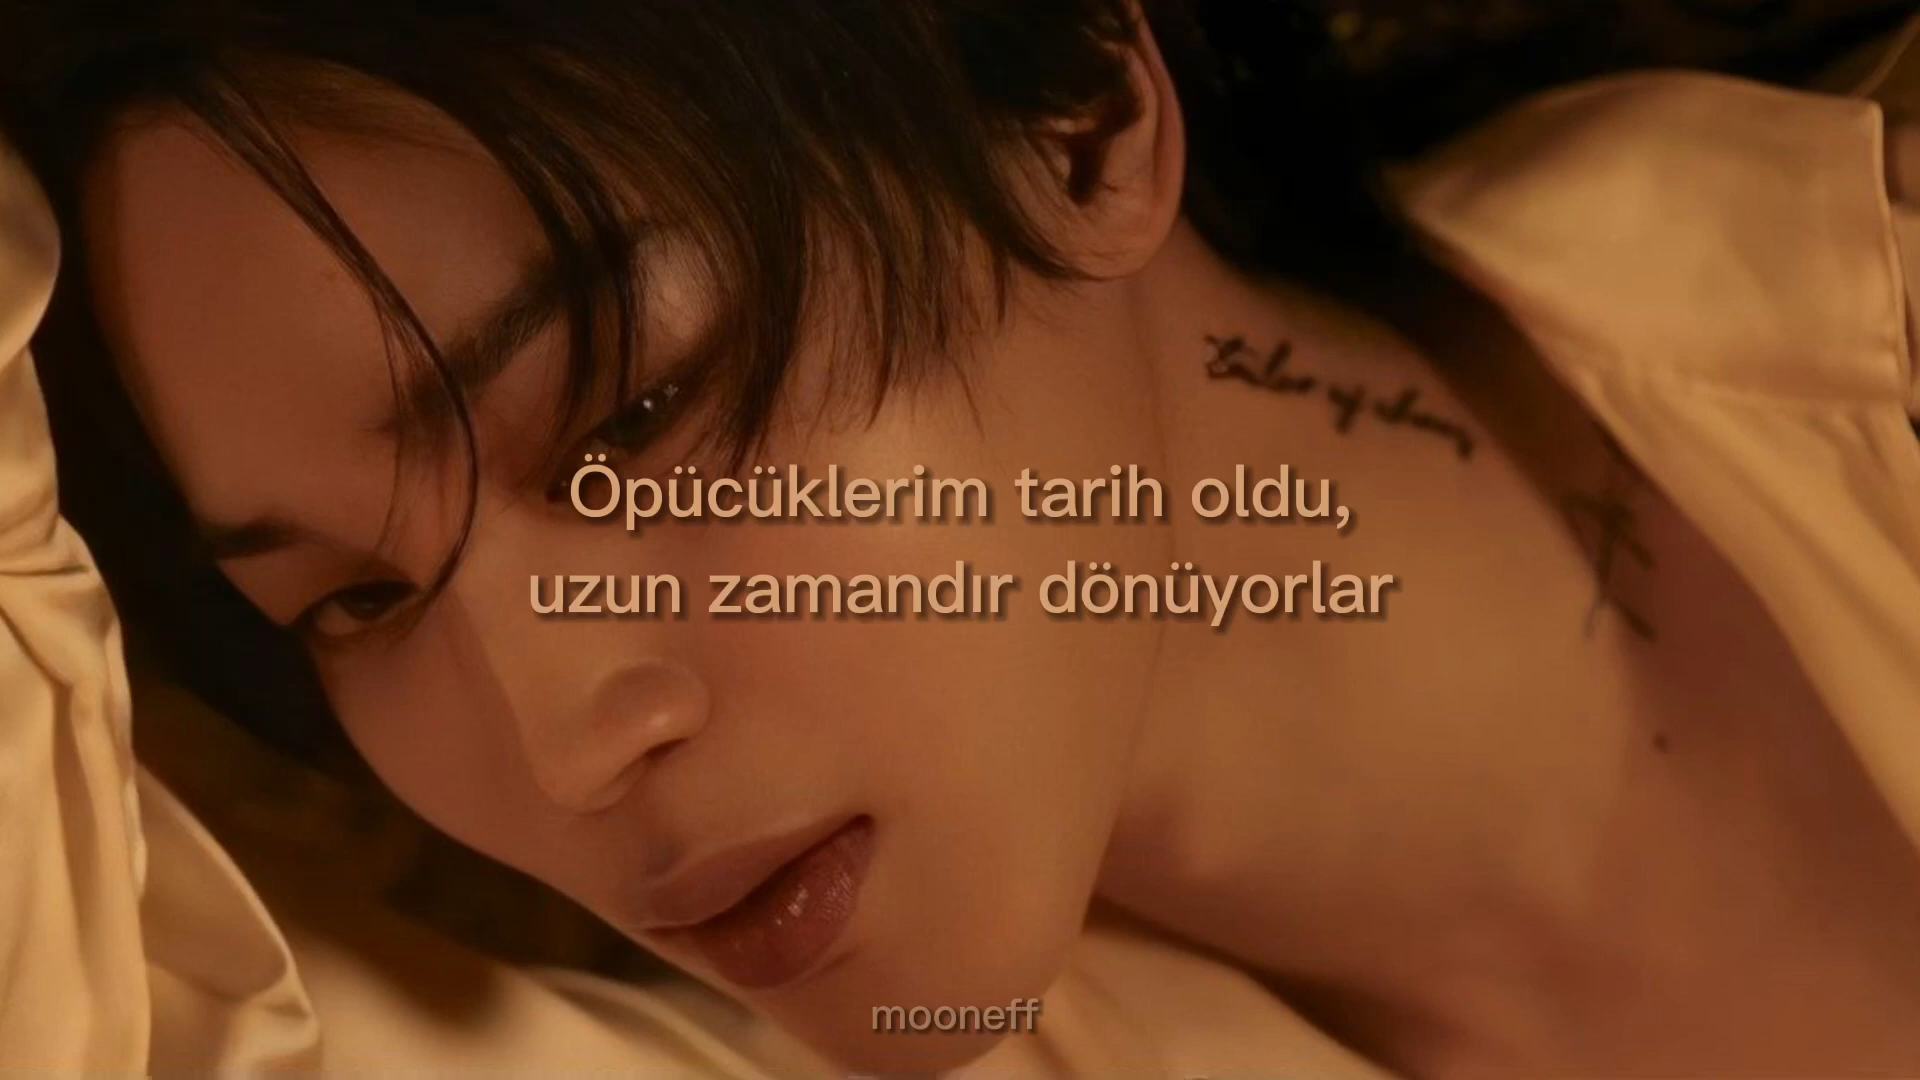 Öpücüklerim tarih oldu,
uzun zamandır dönüyorlar
mooneff